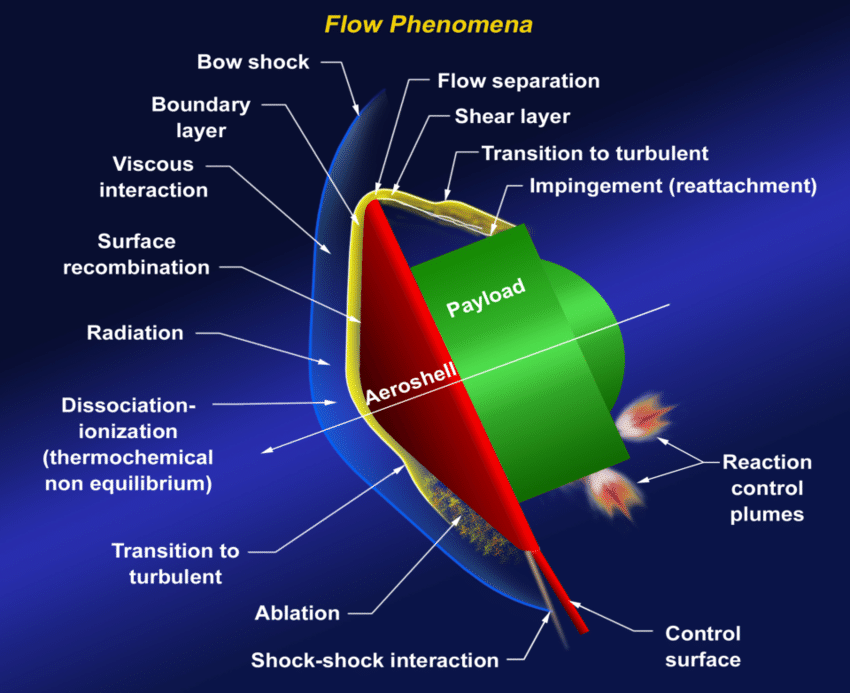 Flow Phenomena
Bow shock
Flow separation
Boundary
layer
Shear layer
Viscous
interaction
Transition to turbulent
Impingement (reattachment)
Surface
recombination
Payload
Radiation
Aeroshell
Dissociation-
ionization
(thermochemical
non equilibrium)
Reaction
control
plumes
Transition to
turbulent
Ablation
Control
surface
Shock-shock interaction